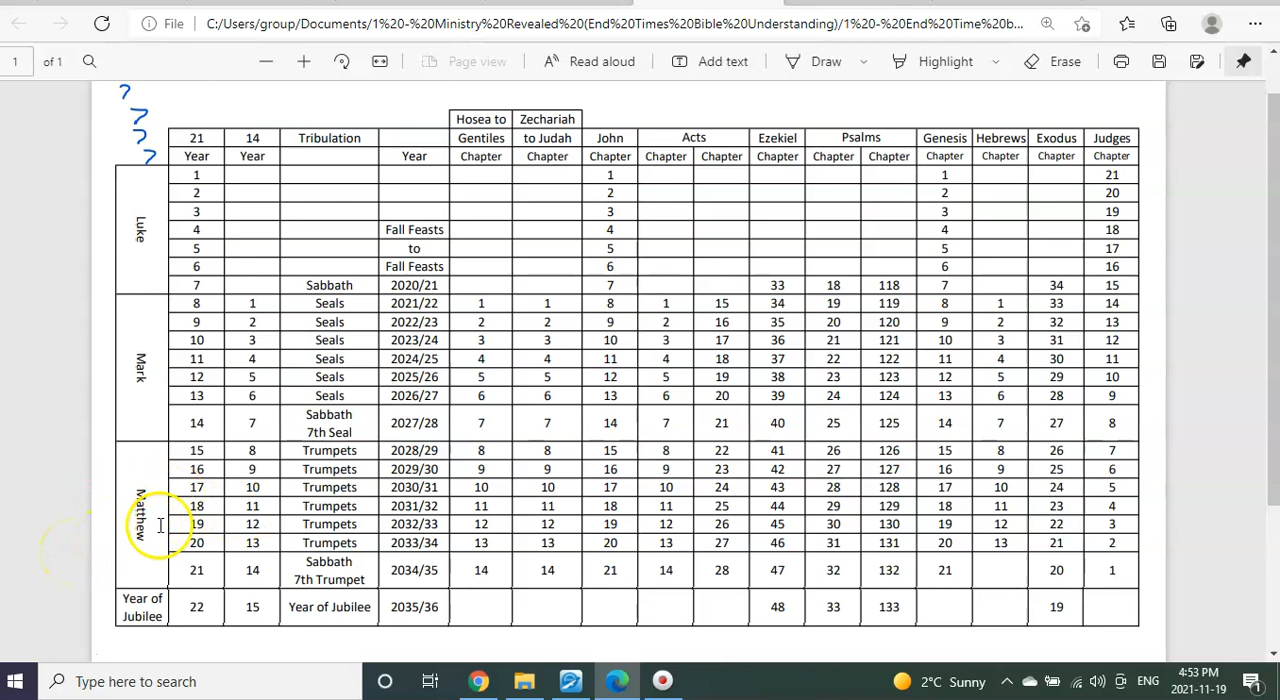 File C:/Users/group/Documents/1%20-%20Ministry%20Revealed%20(End%20Times%20Bible%20Understanding)/1%20-%20End%20Time%20b...
1 of 1 Page view Read aloud Add text Draw Highlight Erase
?
?
?
?
Hosea to Zechariah
21 14 Tribulation Gentiles to Judah John Acts Ezekiel Psalms Genesis Hebrews Exodus Judges
Year Year Year Chapter Chapter Chapter Chapter Chapter Chapter Chapter Chapter Chapter Chapter Chapter Chapter
Luke
1 1 1 21
2 2 2 20
3 3 3 19
4 Fall Feasts 4 4 18
5 to 5 5 17
6 Fall Feasts 6 6 16
7 Sabbath 2020/21 7 33 18 118 7 34 15
Mark
8 1 Seals 2021/22 1 1 8 1 15 34 19 119 8 1 33 14
9 2 Seals 2022/23 2 2 9 2 16 35 20 120 9 2 32 13
10 3 Seals 2023/24 3 3 10 3 17 36 21 121 10 3 31 12
11 4 Seals 2024/25 4 4 11 4 18 37 22 122 11 4 30 11
12 5 Seals 2025/26 5 5 12 5 19 38 23 123 12 5 29 10
13 6 Seals 2026/27 6 6 13 6 20 39 24 124 13 6 28 9
14 7 Sabbath 7th Seal 2027/28 7 7 14 7 21 40 25 125 14 7 27 8
Matthew
15 8 Trumpets 2028/29 8 8 15 8 22 41 26 126 15 8 26 7
16 9 Trumpets 2029/30 9 9 16 9 23 42 27 127 16 9 25 6
17 10 Trumpets 2030/31 10 10 17 10 24 43 28 128 17 10 24 5
18 11 Trumpets 2031/32 11 11 18 11 25 44 29 129 18 11 23 4
19 12 Trumpets 2032/33 12 12 19 12 26 45 30 130 19 12 22 3
20 13 Trumpets 2033/34 13 13 20 13 27 46 31 131 20 13 21 2
21 14 Sabbath 7th Trumpet 2034/35 14 14 21 14 28 47 32 132 21 20 1
Year of Jubilee 22 15 Year of Jubilee 2035/36 48 33 133 19
Type here to search 2°C Sunny ENG 4:53 PM
2021-11-19 1